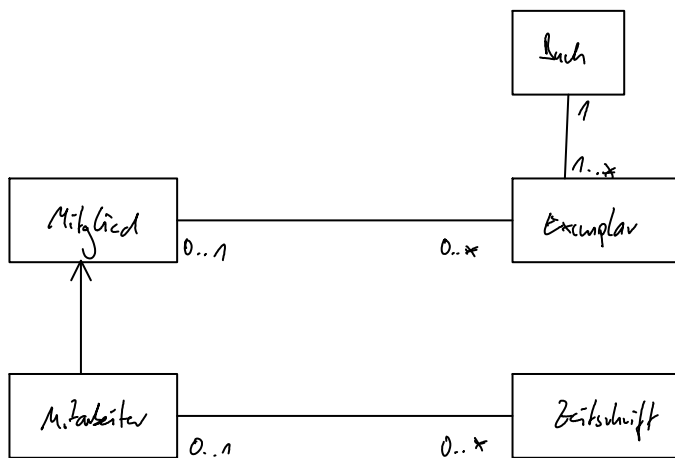 Buch
1
1..*
Mitglied
Exemplar
0..1
0..*
Mitarbeiter
Zeitschrift
0..1
0..*